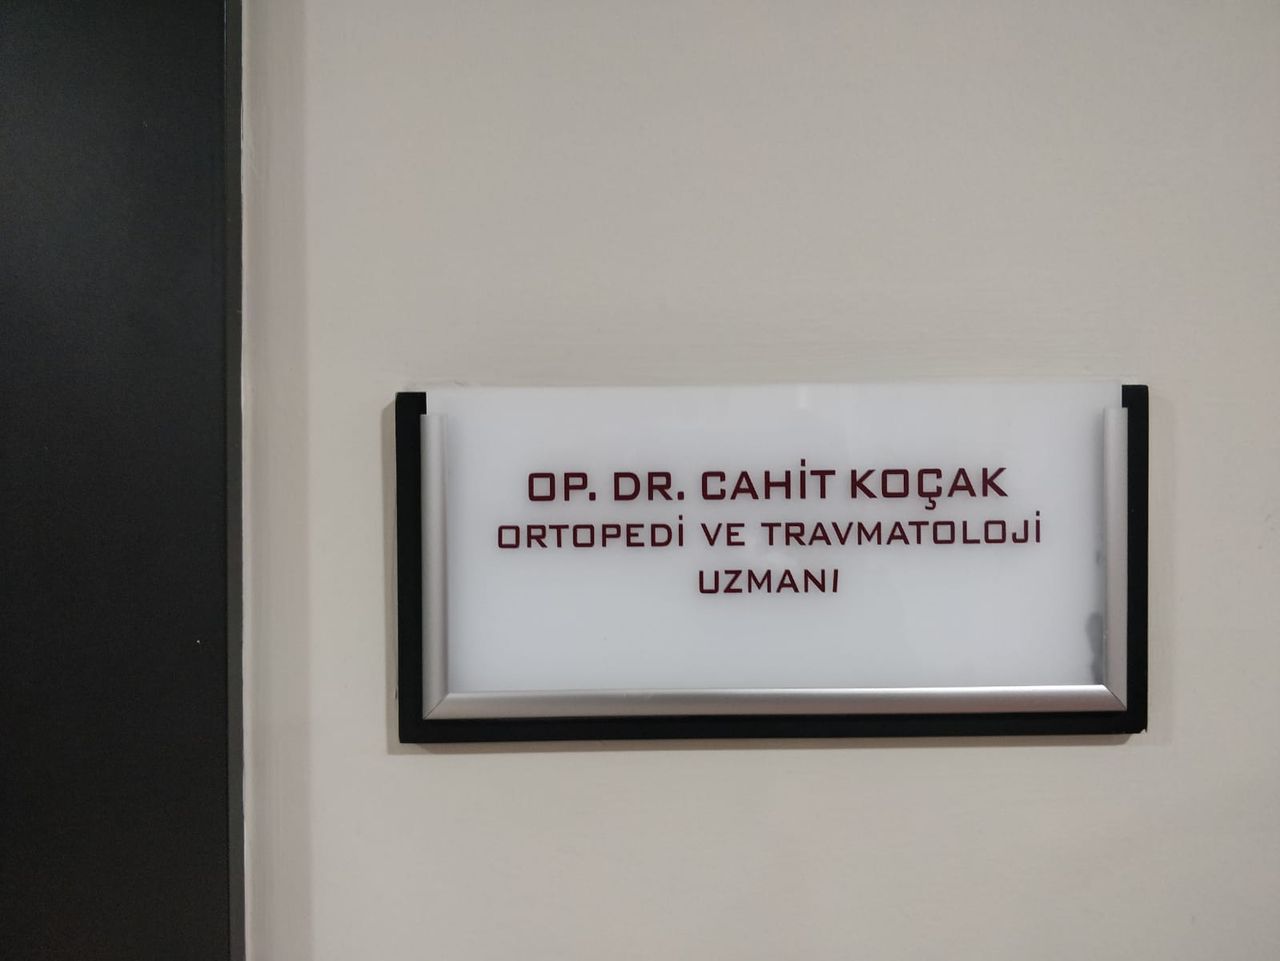 OP. DR. CAHİT KOÇAK
ORTOPEDİ VE TRAVMATOLOJİ
UZMANI